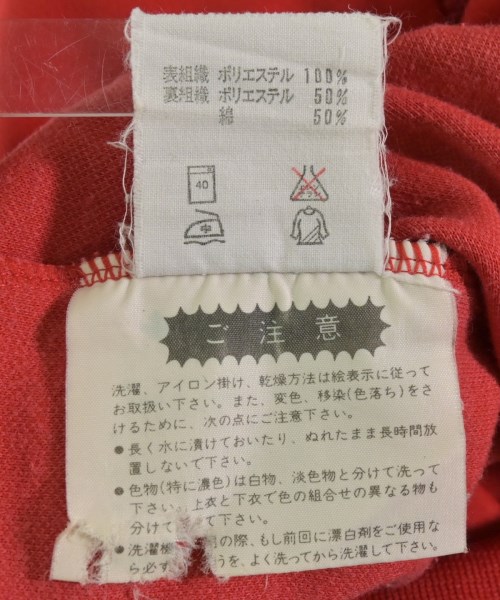 表組織 ポリエステル 100%
裏組織 ポリエステル 50%
綿 50%
40
中
ご注意
洗濯、アイロン掛け、乾燥方法は絵表示に従って
お取扱い下さい。また、変色、移染(色落ち)をさ
けるために、次の点にご注意下さい。
●長く水に漬けておいたり、ぬれたまま長時間放
置しないで下さい。
●色物(特に濃色)は白物、淡色物と分けて洗って
下さい。上衣と下衣で色の組合せの異なる物も
分けて
●洗濯機 の際、もし前回に漂白剤をご使用な
ら必ず うを、よく洗ってから洗濯して下さい。